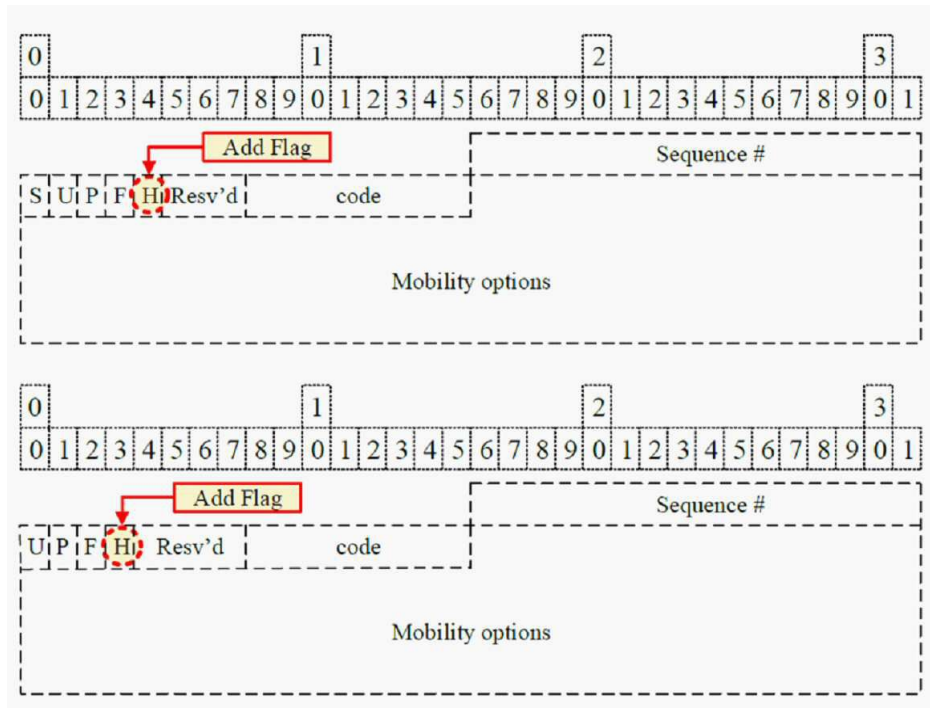 0 1 2 3
0 1 2 3 4 5 6 7 8 9 0 1 2 3 4 5 6 7 8 9 0 1 2 3 4 5 6 7 8 9 0 1
Add Flag
Sequence #
S U P F H Resv'd code
Mobility options
0 1 2 3
0 1 2 3 4 5 6 7 8 9 0 1 2 3 4 5 6 7 8 9 0 1 2 3 4 5 6 7 8 9 0 1
Add Flag
Sequence #
U P F H Resv'd code
Mobility options